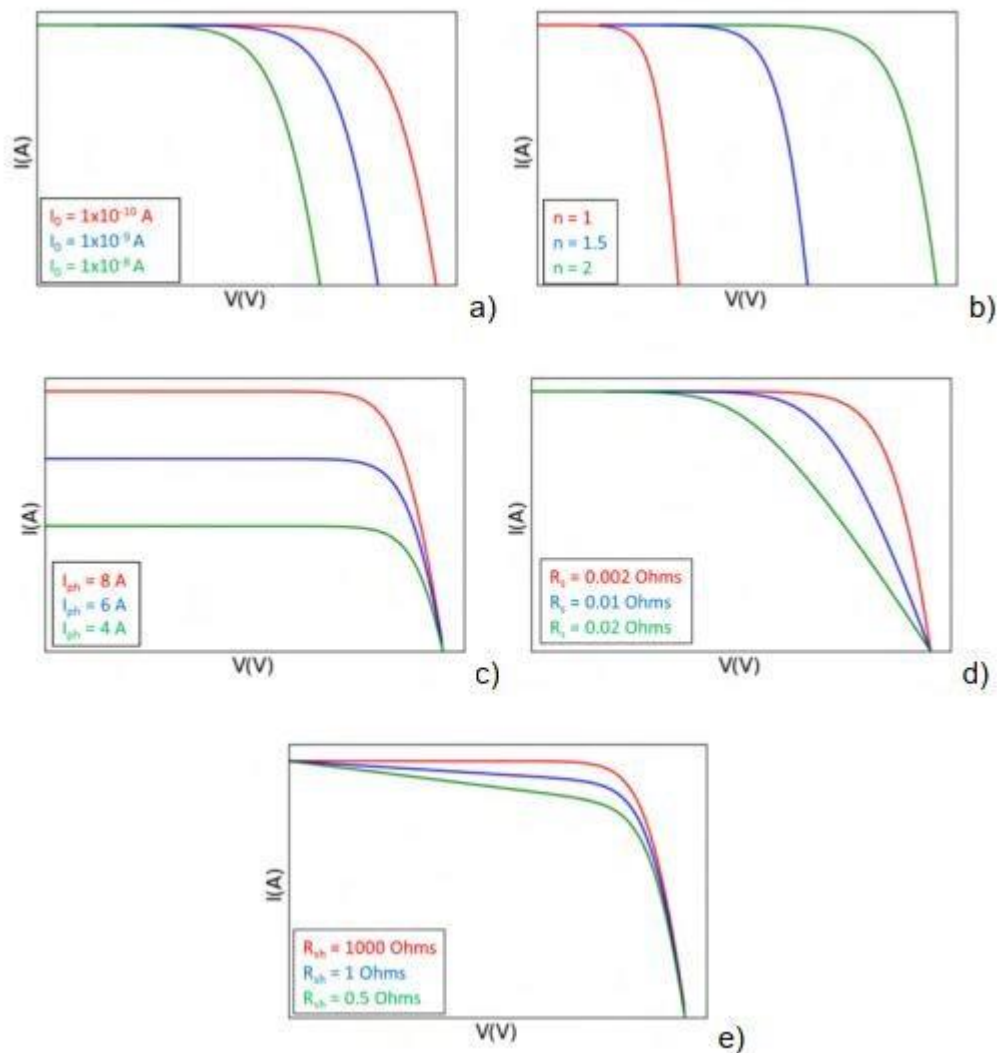 I(A)
I₀ = 1x10⁻¹⁰ A
I₀ = 1x10⁻⁹ A
I₀ = 1x10⁻⁸ A
V(V)
a)
I(A)
n = 1
n = 1.5
n = 2
V(V)
b)
I(A)
Iₚₕ = 8 A
Iₚₕ = 6 A
Iₚₕ = 4 A
V(V)
c)
I(A)
Rₛ = 0.002 Ohms
Rₛ = 0.01 Ohms
Rₛ = 0.02 Ohms
V(V)
d)
I(A)
Rₛₕ = 1000 Ohms
Rₛₕ = 1 Ohms
Rₛₕ = 0.5 Ohms
V(V)
e)